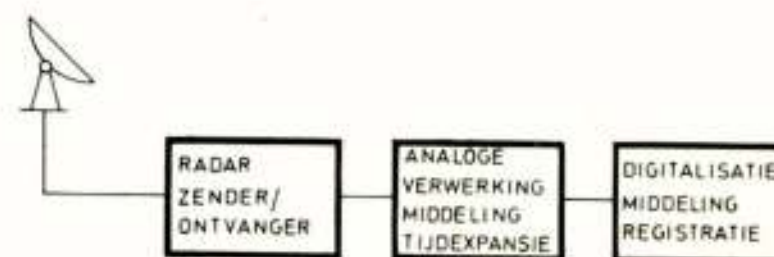 RADAR
ZENDER/
ONTVANGER
ANALOGE
VERWERKING
MIDDELING
TIJDEXPANSIE
DIGITALISATIE
MIDDELING
REGISTRATIE